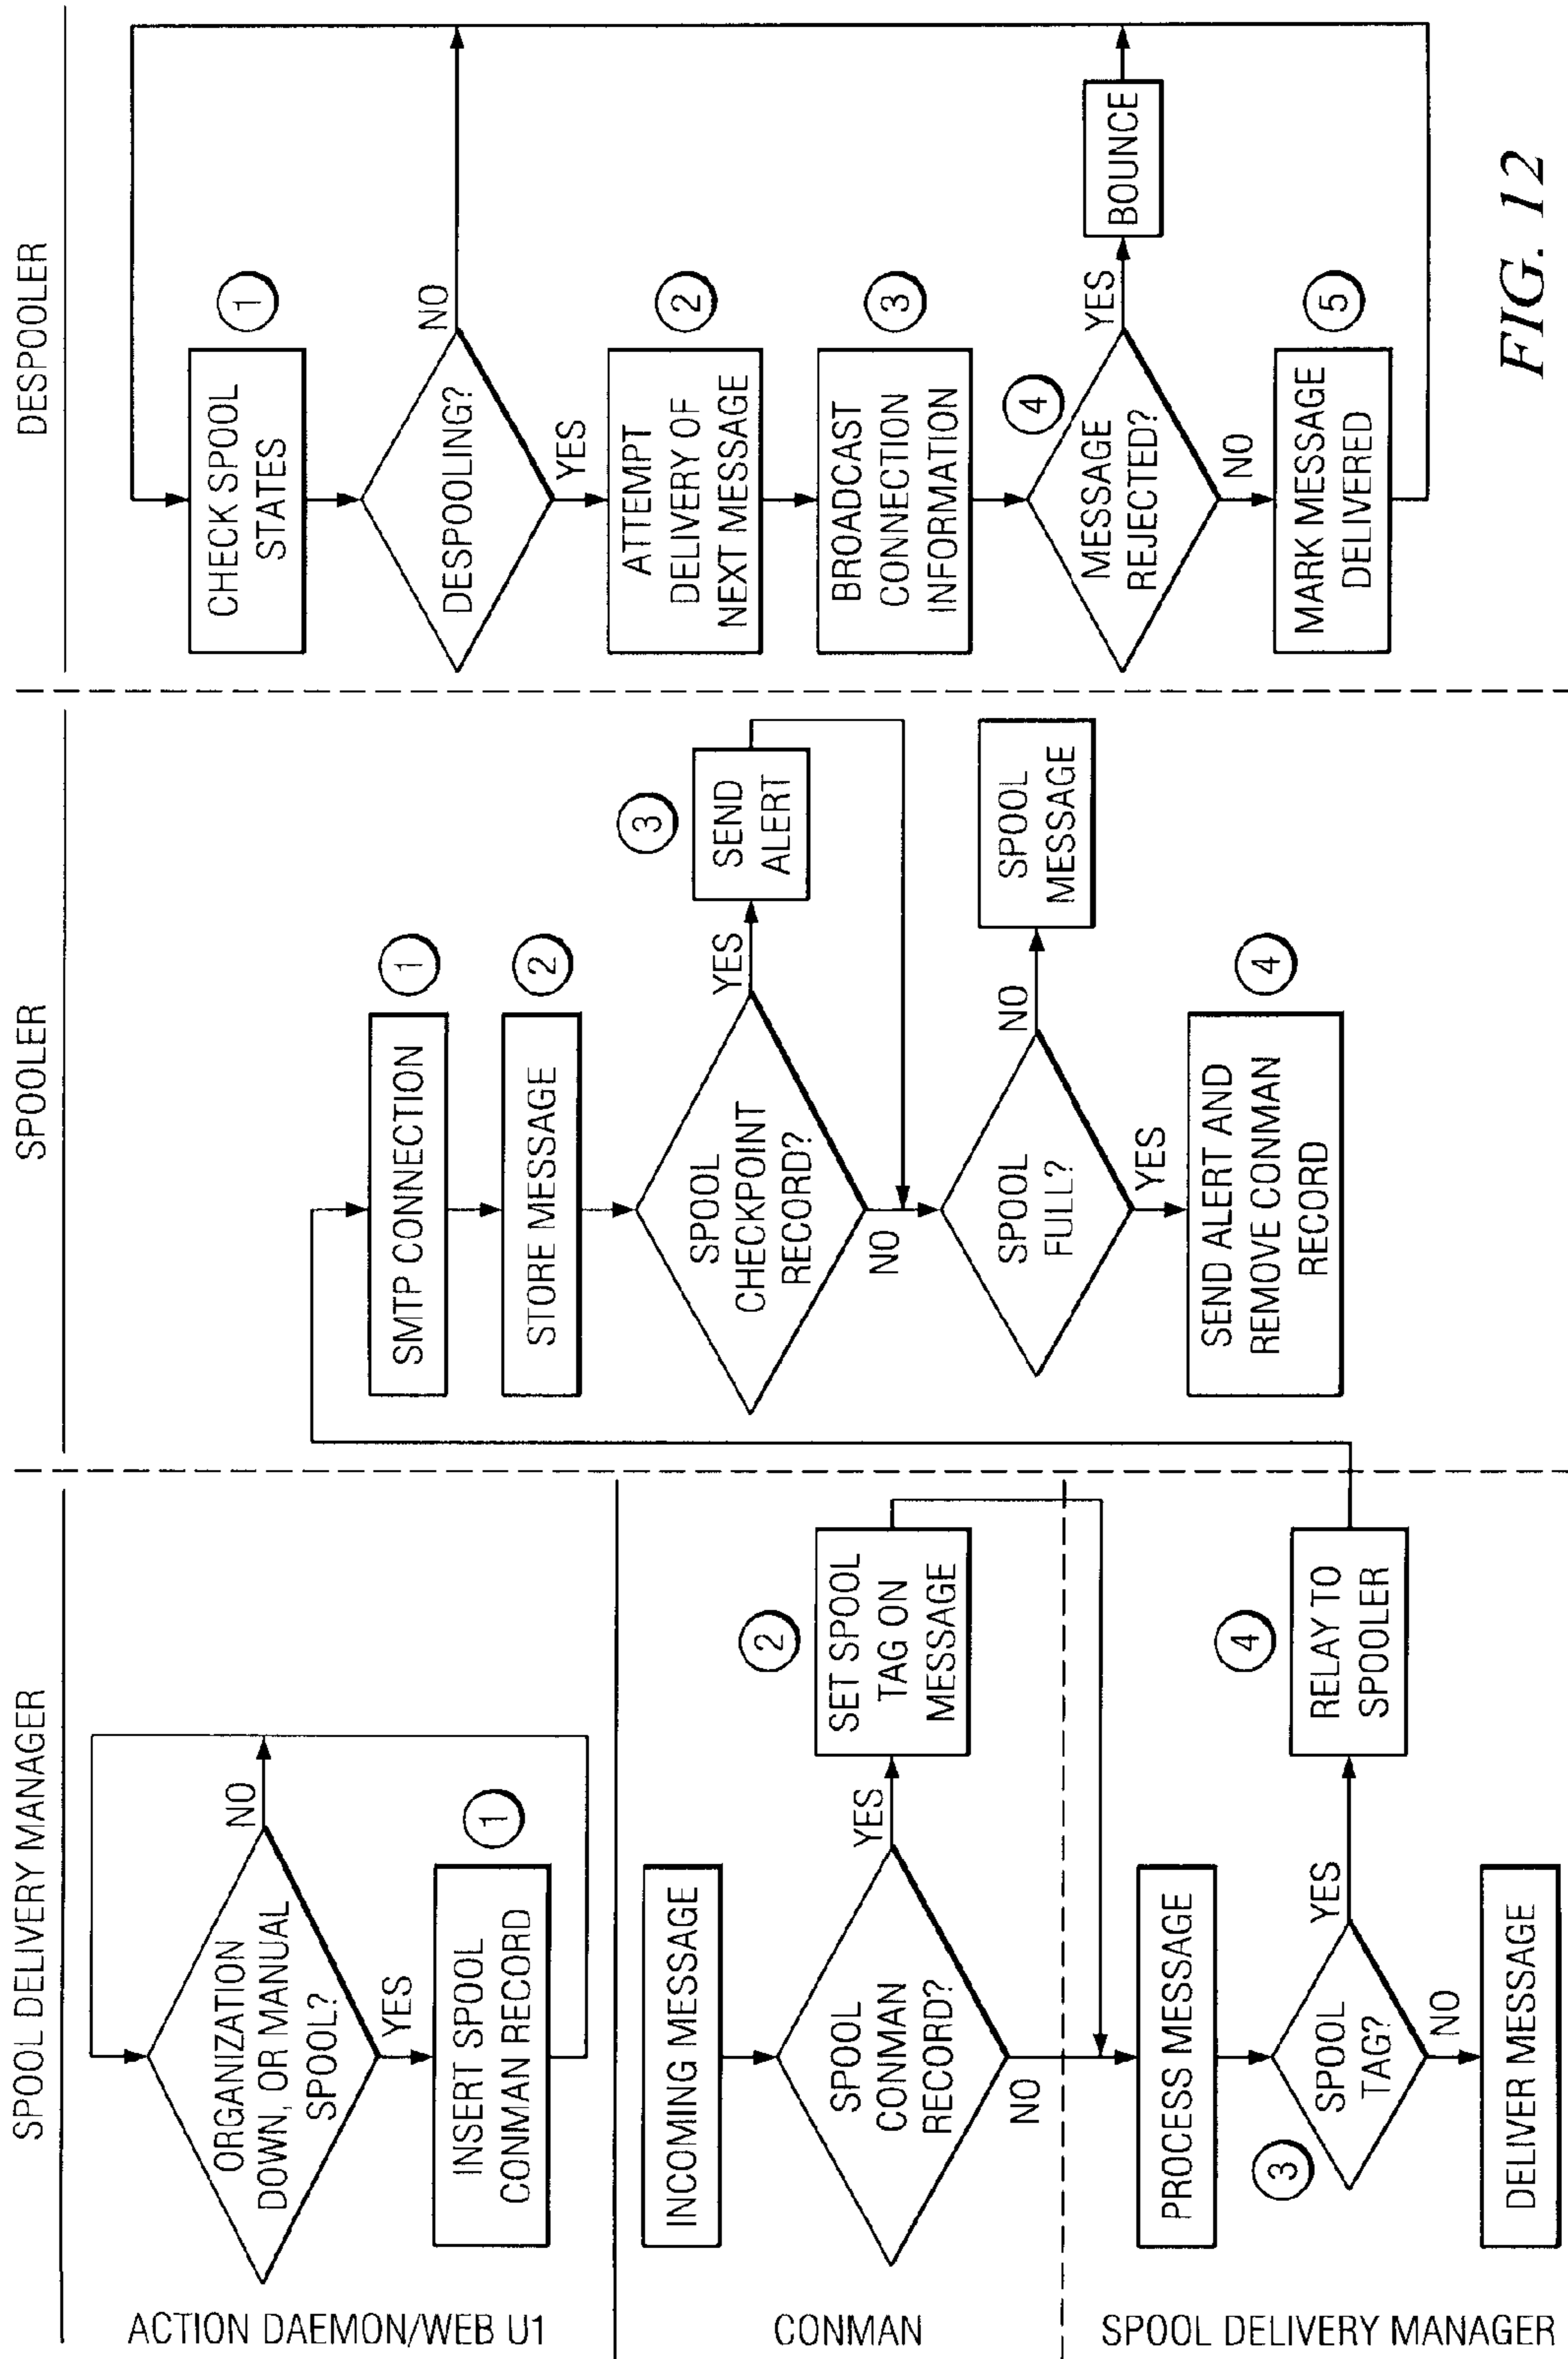 SPOOL DELIVERY MANAGER
ACTION DAEMON/WEB U1
ORGANIZATION
DOWN, OR MANUAL
SPOOL?
NO
YES
INSERT SPOOL
CONMAN RECORD
1
CONMAN
INCOMING MESSAGE
SPOOL
CONMAN
RECORD?
YES
NO
2
SET SPOOL
TAG ON
MESSAGE
SPOOL DELIVERY MANAGER
PROCESS MESSAGE
3
SPOOL
TAG?
YES
NO
4
RELAY TO
SPOOLER
DELIVER MESSAGE
SPOOLER
SMTP CONNECTION
1
STORE MESSAGE
2
SPOOL
CHECKPOINT
RECORD?
YES
NO
3
SEND
ALERT
SPOOL
FULL?
NO
YES
SPOOL
MESSAGE
SEND ALERT AND
REMOVE CONMAN
RECORD
4
DESPOOLER
CHECK SPOOL
STATES
1
DESPOOLING?
NO
YES
ATTEMPT
DELIVERY OF
NEXT MESSAGE
2
BROADCAST
CONNECTION
INFORMATION
3
MESSAGE
REJECTED?
4
YES
NO
BOUNCE
MARK MESSAGE
DELIVERED
5
FIG. 12